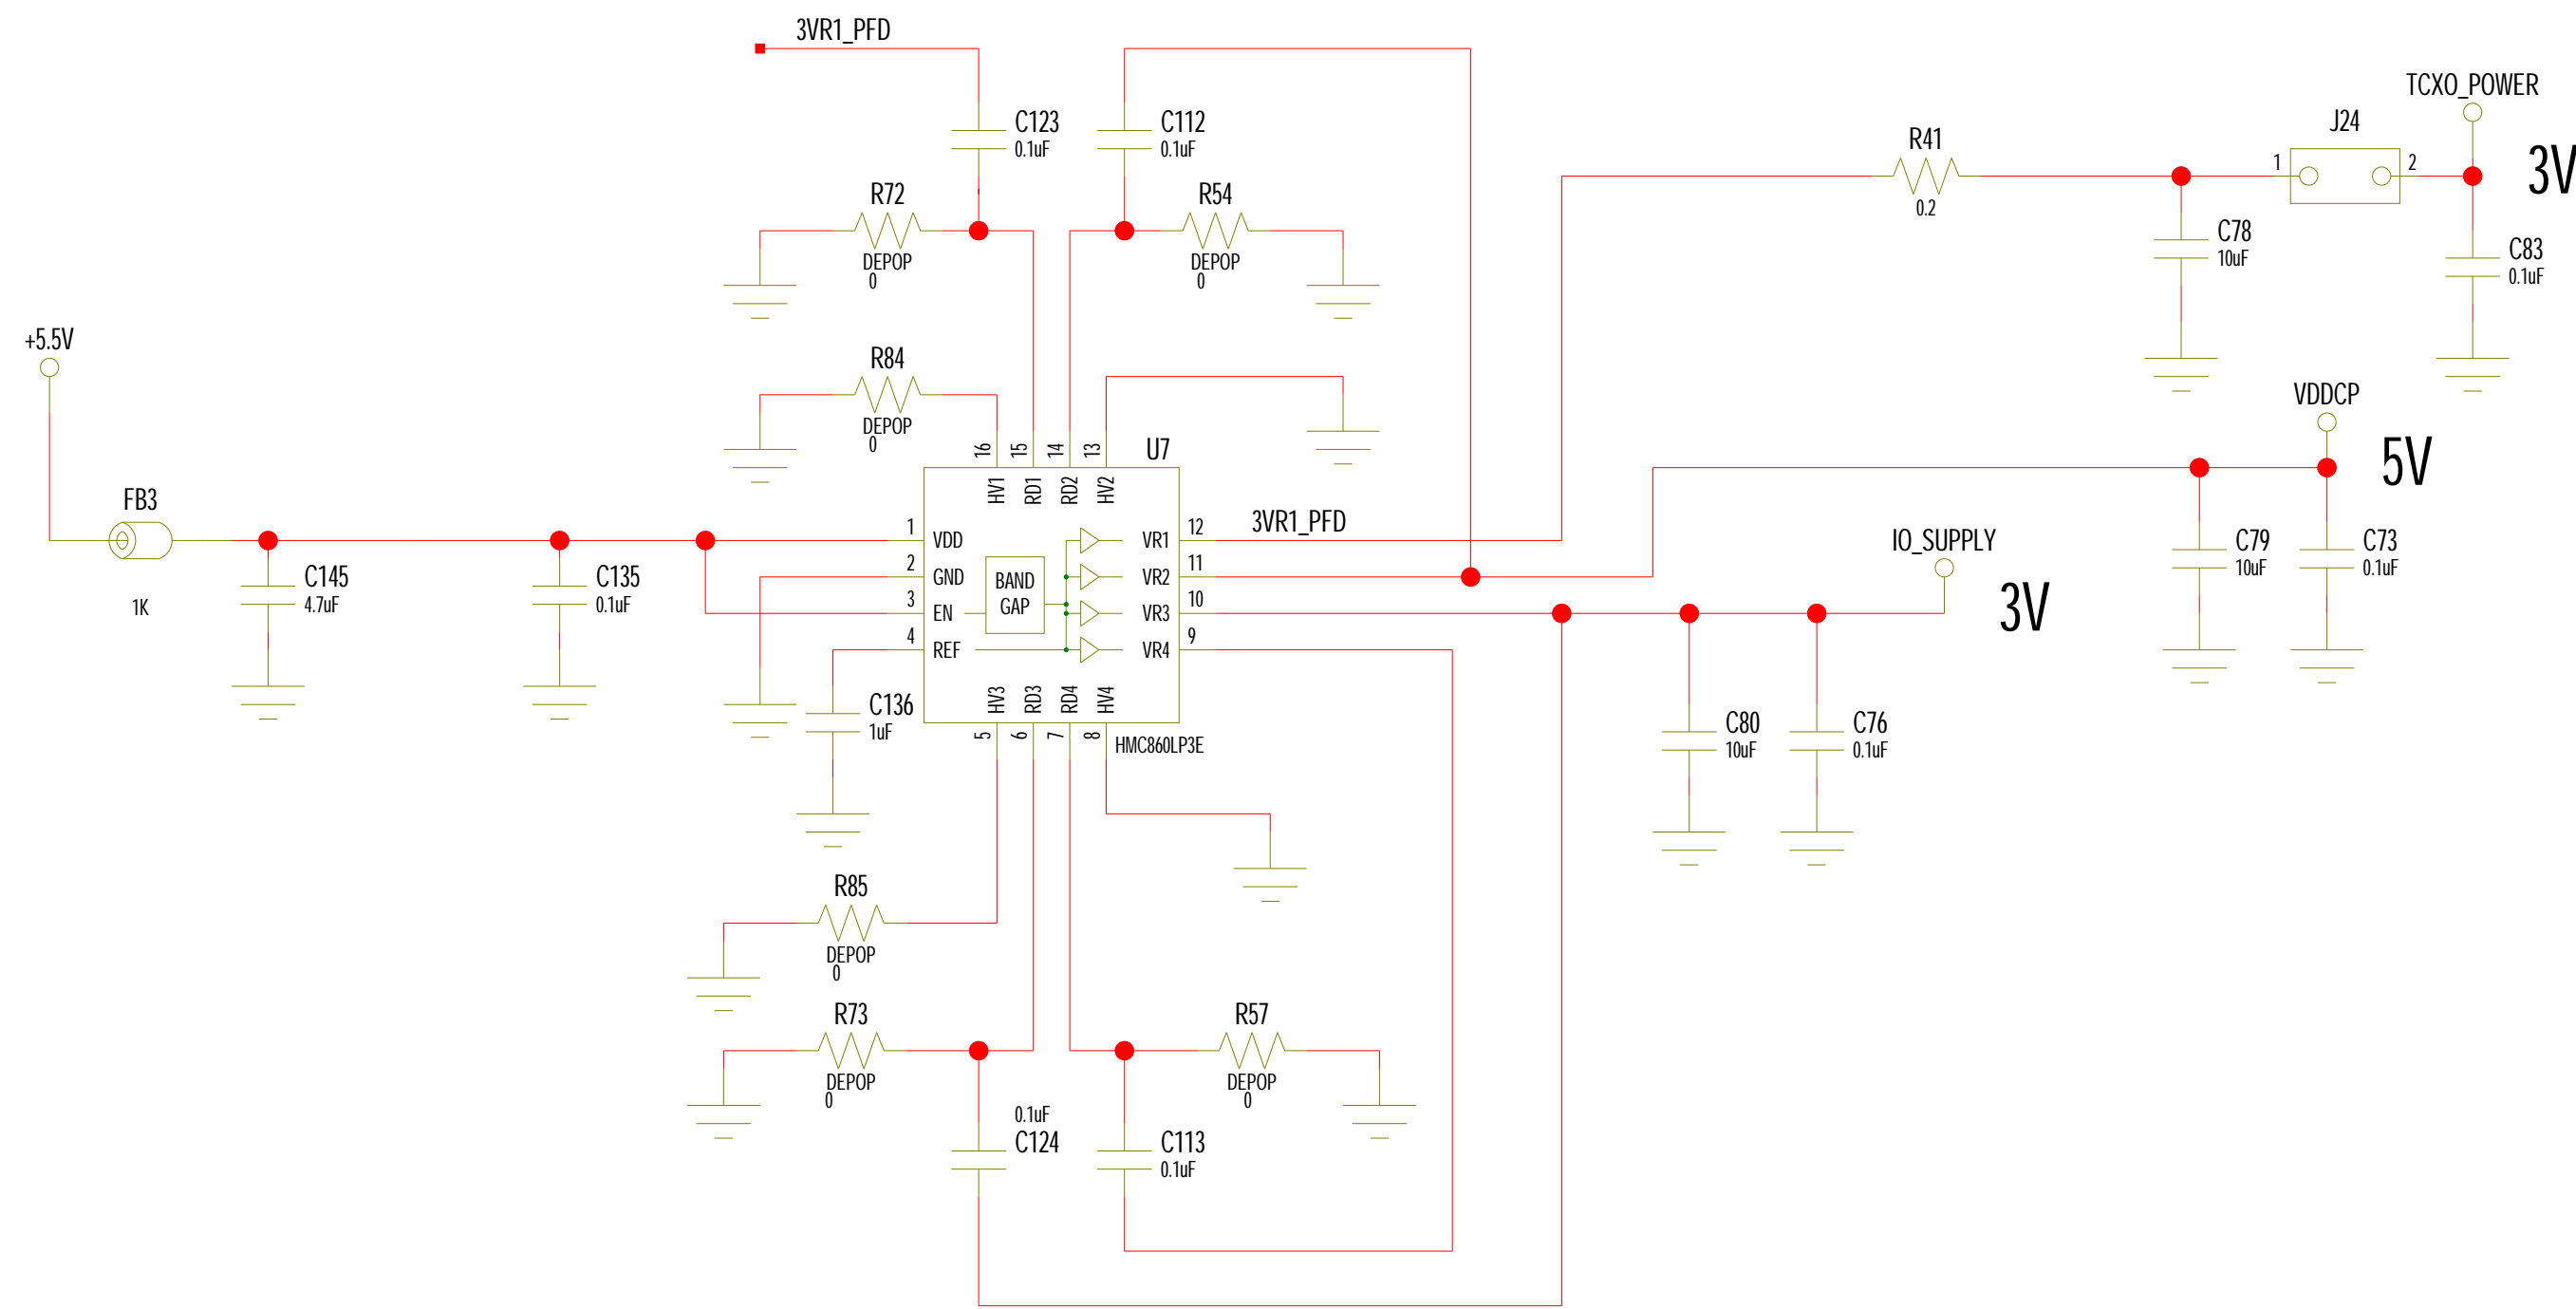 3VR1_PFD
TCXO_POWER
C123
0.1uF
C112
0.1uF
R41
0.2
J24
1
2
3V
R72
DEPOP
0
R54
DEPOP
0
C78
10uF
C83
0.1uF
+5.5V
R84
DEPOP
0
VDDCP
5V
16
15
14
13
U7
HV1
RD1
RD2
HV2
FB3
1K
C145
4.7uF
C135
0.1uF
1
VDD
2
GND
3
EN
4
REF
BAND
GAP
VR1
12
VR2
11
VR3
10
VR4
9
3VR1_PFD
IO_SUPPLY
3V
C79
10uF
C73
0.1uF
HV3
RD3
RD4
HV4
5
6
7
8
HMC860LP3E
C136
1uF
C80
10uF
C76
0.1uF
R85
DEPOP
0
R73
DEPOP
0
R57
DEPOP
0
0.1uF
C124
C113
0.1uF